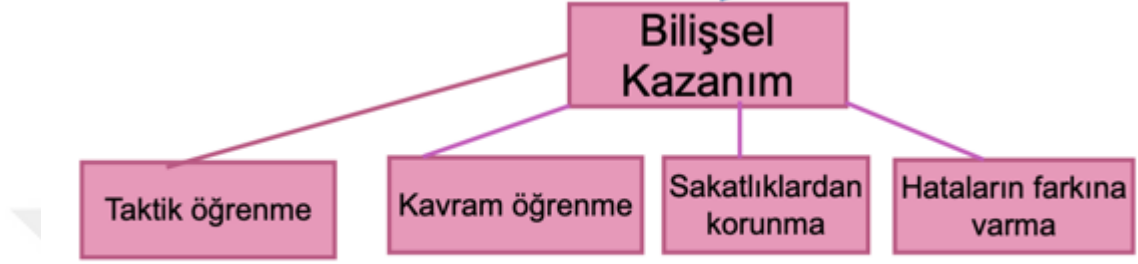 Bilişsel
Kazanım
Taktik öğrenme
Kavram öğrenme
Sakatlıklardan
korunma
Hataların farkına
varma